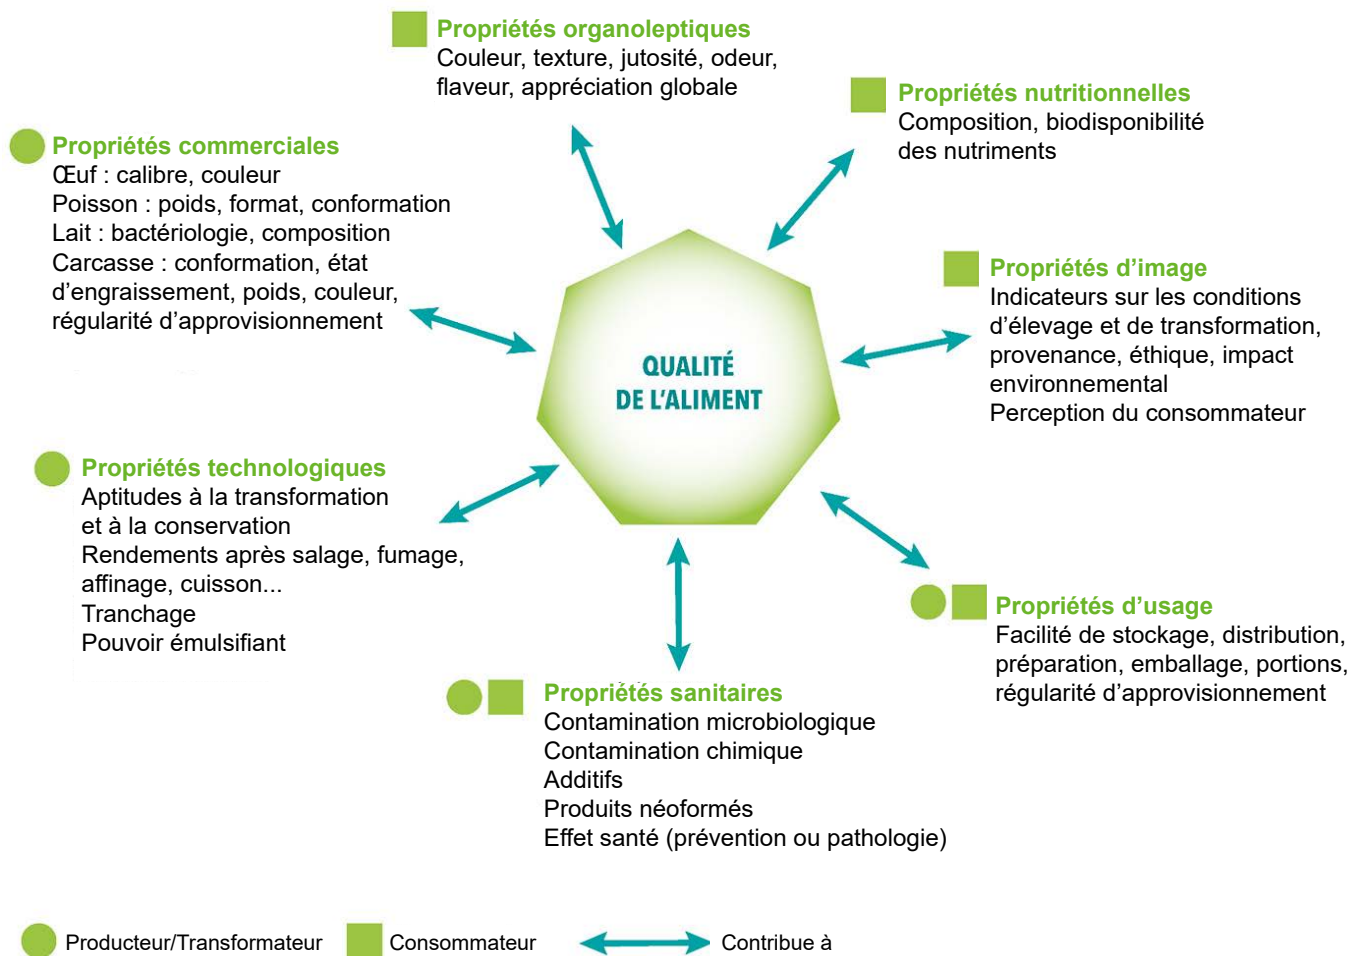 Propriétés organoleptiques
Couleur, texture, jutosité, odeur,
flaveur, appréciation globale
Propriétés nutritionnelles
Composition, biodisponibilité
des nutriments
Propriétés commerciales
Œuf : calibre, couleur
Poisson : poids, format, conformation
Lait : bactériologie, composition
Carcasse : conformation, état
d'engraissement, poids, couleur,
régularité d'approvisionnement
Propriétés d'image
Indicateurs sur les conditions
d'élevage et de transformation,
provenance, éthique, impact
environnemental
Perception du consommateur
QUALITÉ
DE L'ALIMENT
Propriétés technologiques
Aptitudes à la transformation
et à la conservation
Rendements après salage, fumage,
affinage, cuisson...
Tranchage
Pouvoir émulsifiant
Propriétés d'usage
Facilité de stockage, distribution,
préparation, emballage, portions,
régularité d'approvisionnement
Propriétés sanitaires
Contamination microbiologique
Contamination chimique
Additifs
Produits néoformés
Effet santé (prévention ou pathologie)
Producteur/Transformateur
Consommateur
Contribue à